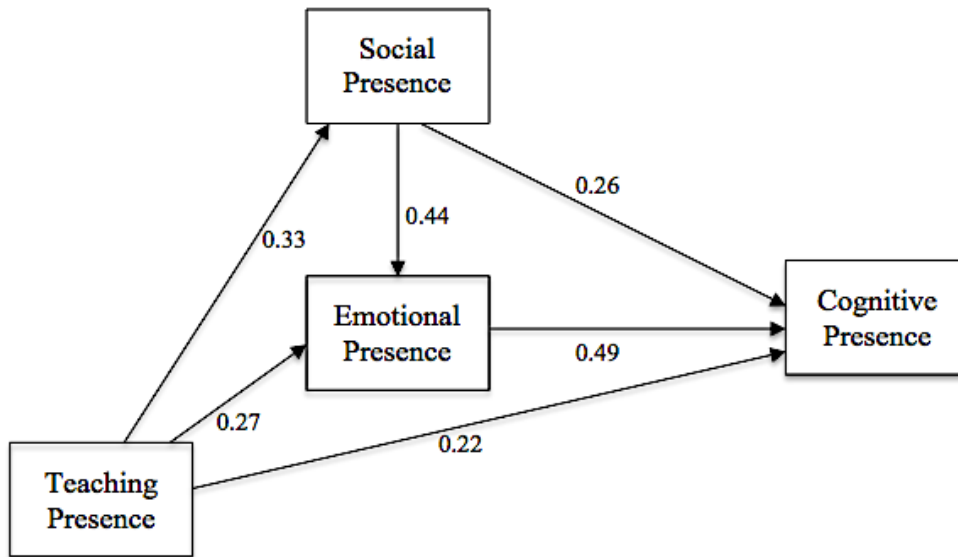 Social
Presence
0.26
0.44
0.33
Emotional
Presence
Cognitive
Presence
0.49
0.27
0.22
Teaching
Presence